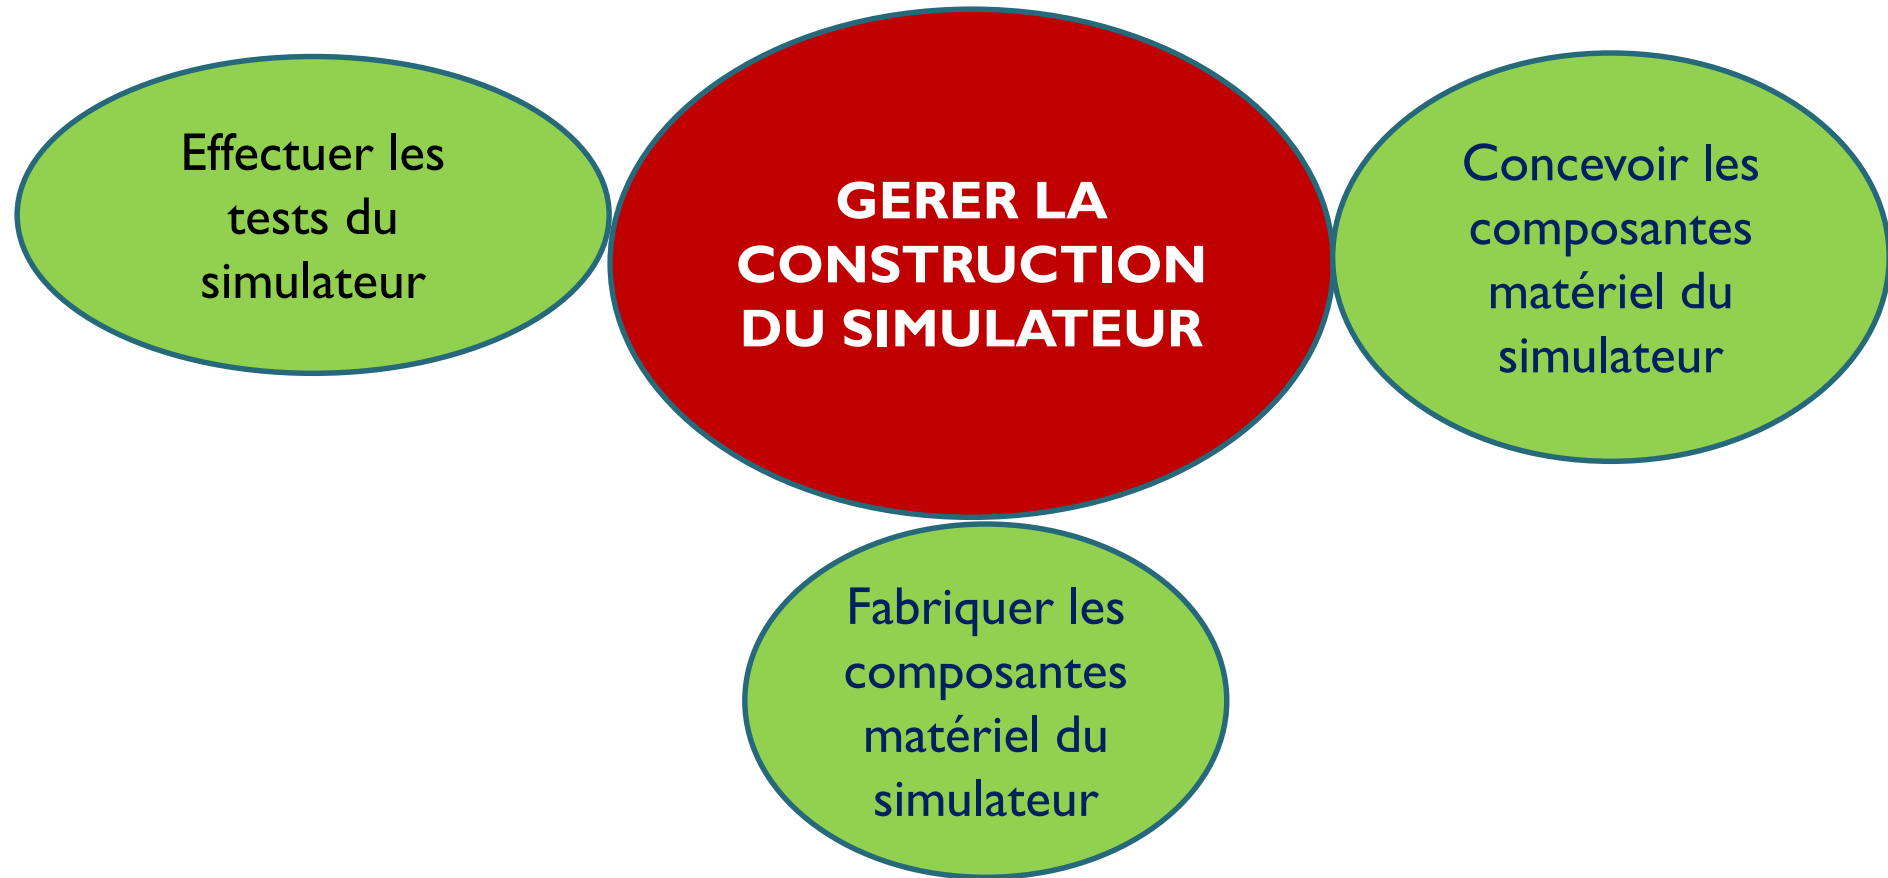 Effectuer les
tests du
simulateur
GERER LA
CONSTRUCTION
DU SIMULATEUR
Concevoir les
composantes
matériel du
simulateur
Fabriquer les
composantes
matériel du
simulateur